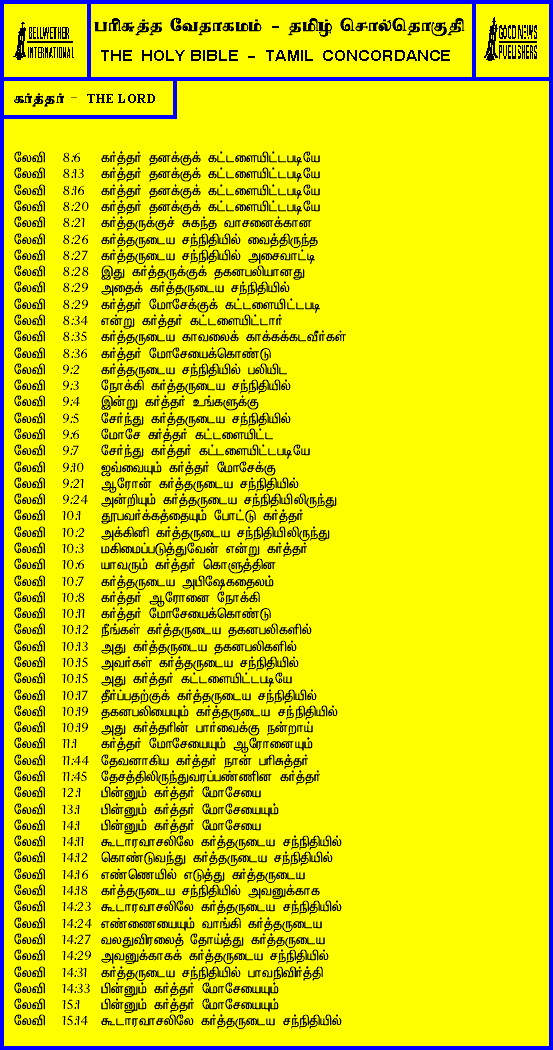 BELLWETHER
INTERNATIONAL
பரிசுத்த வேதாகமம் - தமிழ் சொல்தொகுதி
THE HOLY BIBLE - TAMIL CONCORDANCE
GOOD NEWS
PUBLISHERS
கர்த்தர் - THE LORD
லேவி 8:6 கர்த்தர் தனக்குக் கட்டளையிட்டபடியே
லேவி 8:13 கர்த்தர் தனக்குக் கட்டளையிட்டபடியே
லேவி 8:16 கர்த்தர் தனக்குக் கட்டளையிட்டபடியே
லேவி 8:20 கர்த்தர் தனக்குக் கட்டளையிட்டபடியே
லேவி 8:21 கர்த்தருக்குச் சுகந்த வாசனைக்கான
லேவி 8:26 கர்த்தருடைய சந்நிதியில் வைத்திருந்த
லேவி 8:27 கர்த்தருடைய சந்நிதியில் அசைவாட்டி
லேவி 8:28 இது கர்த்தருக்குக் தகனபலியானது
லேவி 8:29 அதைக் கர்த்தருடைய சந்நிதியில்
லேவி 8:29 கர்த்தர் மோசேக்குக் கட்டளையிட்டபடி
லேவி 8:34 என்று கர்த்தர் கட்டளையிட்டார்
லேவி 8:35 கர்த்தருடைய காவலைக் காக்கக்கடவீர்கள்
லேவி 8:36 கர்த்தர் மோசேயைக்கொண்டு
லேவி 9:2 கர்த்தருடைய சந்நிதியில் பலியிட
லேவி 9:3 நோக்கி கர்த்தருடைய சந்நிதியில்
லேவி 9:4 இன்று கர்த்தர் உங்களுக்கு
லேவி 9:5 சேர்ந்து கர்த்தருடைய சந்நிதியில்
லேவி 9:6 மோசே கர்த்தர் கட்டளையிட்ட
லேவி 9:7 சேர்ந்து கர்த்தர் கட்டளையிட்டபடியே
லேவி 9:10 ஜவ்வையும் கர்த்தர் மோசேக்கு
லேவி 9:21 ஆரோன் கர்த்தருடைய சந்நிதியில்
லேவி 9:24 அன்றியும் கர்த்தருடைய சந்நிதியிலிருந்து
லேவி 10:1 தூபவர்க்கத்தையும் போட்டு கர்த்தர்
லேவி 10:2 அக்கினி கர்த்தருடைய சந்நிதியிலிருந்து
லேவி 10:3 மகிமைப்படுத்துவேன் என்று கர்த்தர்
லேவி 10:6 யாவரும் கர்த்தர் கொளுத்தின
லேவி 10:7 கர்த்தருடைய அபிஷேகதைலம்
லேவி 10:8 கர்த்தர் ஆரோனை நோக்கி
லேவி 10:11 கர்த்தர் மோசேயைக்கொண்டு
லேவி 10:12 நீங்கள் கர்த்தருடைய தகனபலிகளில்
லேவி 10:13 அது கர்த்தருடைய தகனபலிகளில்
லேவி 10:15 அவர்கள் கர்த்தருடைய சந்நிதியில்
லேவி 10:15 அது கர்த்தர் கட்டளையிட்டபடியே
லேவி 10:17 தீர்ப்பதற்குக் கர்த்தருடைய சந்நிதியில்
லேவி 10:19 தகனபலியையும் கர்த்தருடைய சந்நிதியில்
லேவி 10:19 அது கர்த்தரின் பார்வைக்கு நன்றாய்
லேவி 11:1 கர்த்தர் மோசேயையும் ஆரோனையும்
லேவி 11:44 தேவனாகிய கர்த்தர் நான் பரிசுத்தர்
லேவி 11:45 தேசத்திலிருந்துவரப்பண்ணின கர்த்தர்
லேவி 12:1 பின்னும் கர்த்தர் மோசேயை
லேவி 13:1 பின்னும் கர்த்தர் மோசேயையும்
லேவி 14:1 பின்னும் கர்த்தர் மோசேயை
லேவி 14:11 கூடாரவாசலிலே கர்த்தருடைய சந்நிதியில்
லேவி 14:12 கொண்டுவந்து கர்த்தருடைய சந்நிதியில்
லேவி 14:16 எண்ணெயில் எடுத்து கர்த்தருடைய
லேவி 14:18 கர்த்தருடைய சந்நிதியில் அவனுக்காக
லேவி 14:23 கூடாரவாசலிலே கர்த்தருடைய சந்நிதியில்
லேவி 14:24 எண்ணையையும் வாங்கி கர்த்தருடைய
லேவி 14:27 வலதுவிரலைத் தோய்த்து கர்த்தருடைய
லேவி 14:29 அவனுக்காகக் கர்த்தருடைய சந்நிதியில்
லேவி 14:31 கர்த்தருடைய சந்நிதியில் பாவநிவிர்த்தி
லேவி 14:33 பின்னும் கர்த்தர் மோசேயையும்
லேவி 15:1 பின்னும் கர்த்தர் மோசேயையும்
லேவி 15:14 கூடாரவாசலிலே கர்த்தருடைய சந்நிதியில்